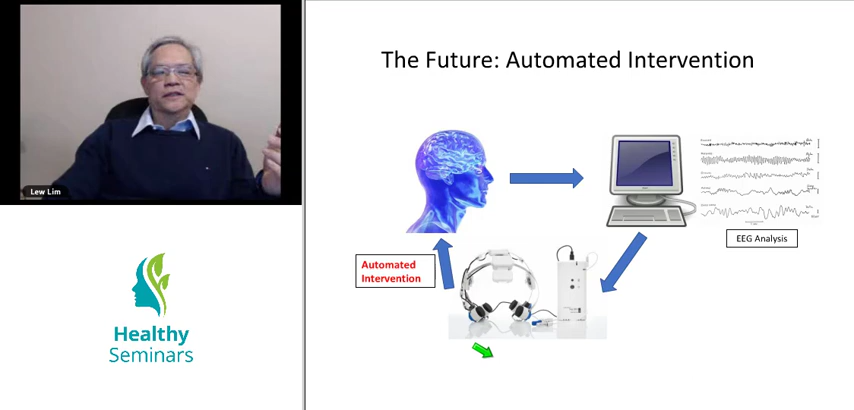 The Future: Automated Intervention
Lew Lim
EEG Analysis
Automated
Intervention
Healthy
Seminars